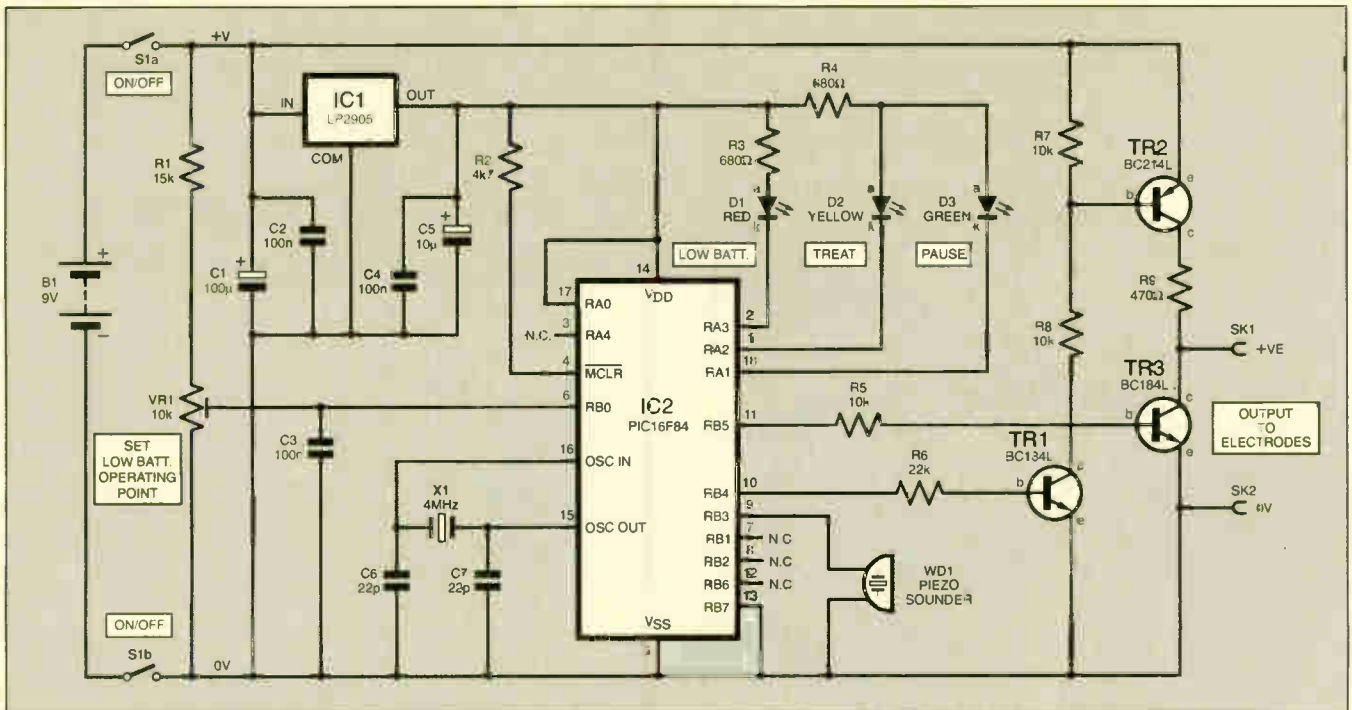 S1a
ON/OFF
+V
IN
IC1
LP2905
OUT
COM
R1
15k
R2
R4
680Ω
R3
680Ω
a
D1
RED
k
a
D2
YELLOW
k
a
D3
GREEN
k
LOW BATT.
TREAT
PAUSE
R7
10k
TR2
BC214L
b
e
c
C2
100n
C5
10µ
+
C4
100n
+
C1
100µ
B1
9V
+
−
R9
470Ω
R8
10k
SK1
+VE
TR3
BC184L
b
c
e
OUTPUT
TO
ELECTRODES
SK2
0V
14
VDD
17
RA0
N.C.
3
RA4
4
MCLR
6
RB0
16
OSC IN
15
OSC OUT
IC2
PIC16F84
RA3
2
RA2
1
RA1
18
RB5
11
RB4
10
RB3
9
RB1
7
N.C
RB2
8
N.C
RB6
12
N.C
RB7
13
VSS
R5
10k
R6
22k
TR1
b
c
e
WD1
PIEZO
SOUNDER
VR1
10k
SET
LOW BATT.
OPERATING
POINT
C3
100n
X1
4MHz
C6
22p
C7
22p
ON/OFF
S1b
0V